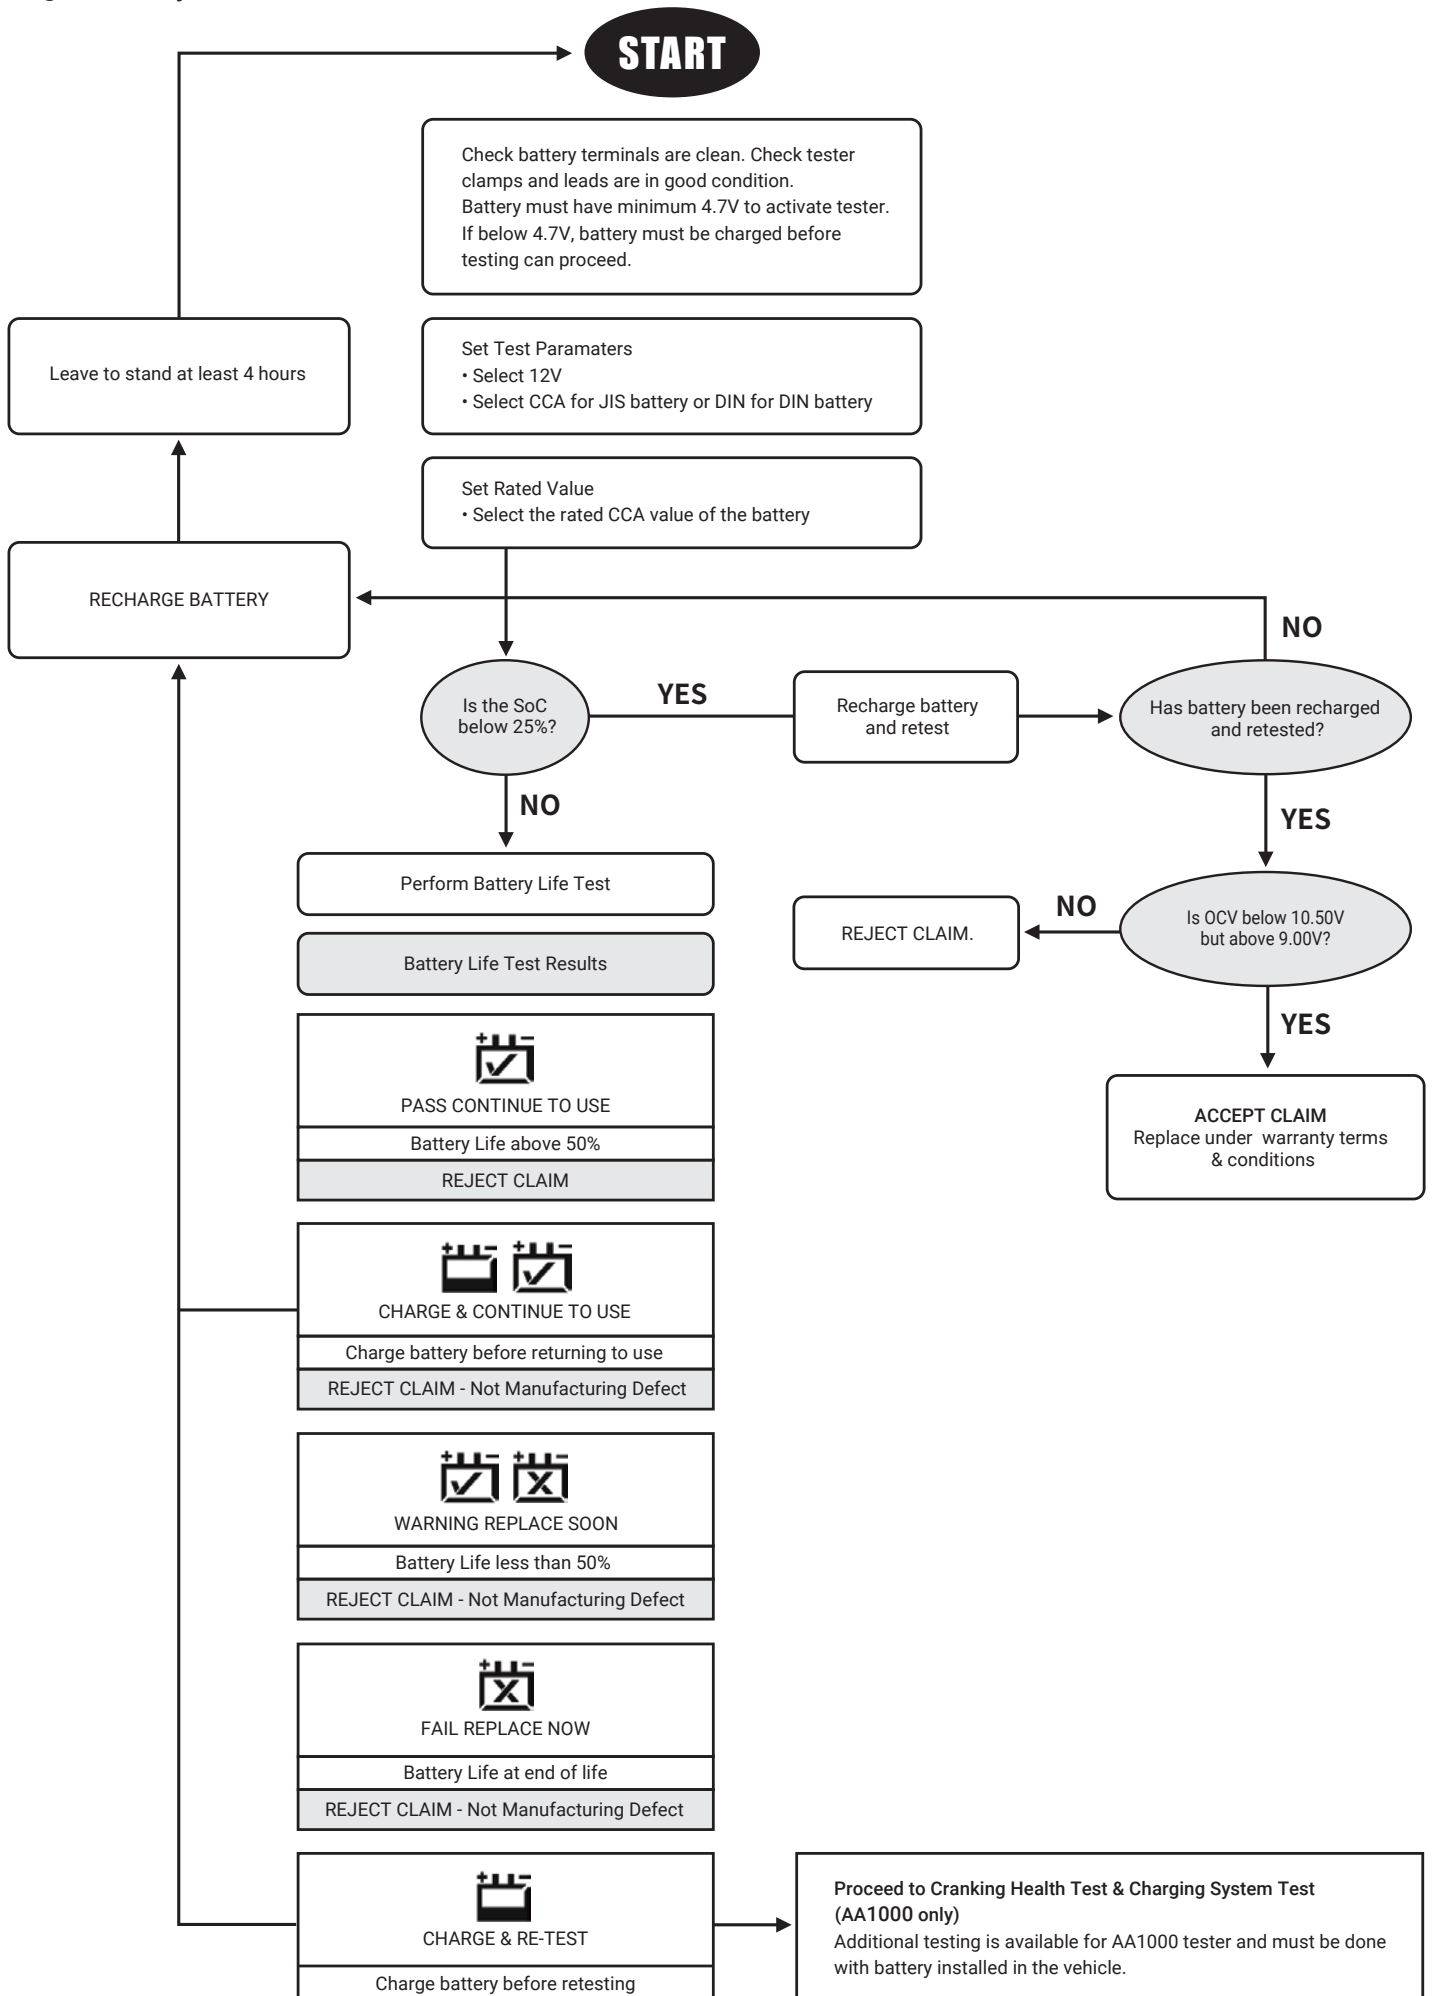 START
Check battery terminals are clean. Check tester
clamps and leads are in good condition.
Battery must have minimum 4.7V to activate tester.
If below 4.7V, battery must be charged before
testing can proceed.
Leave to stand at least 4 hours
Set Test Paramaters
• Select 12V
• Select CCA for JIS battery or DIN for DIN battery
Set Rated Value
• Select the rated CCA value of the battery
RECHARGE BATTERY
NO
Is the SoC
below 25%?
YES
Recharge battery
and retest
Has battery been recharged
and retested?
NO
YES
Perform Battery Life Test
Battery Life Test Results
REJECT CLAIM.
NO
Is OCV below 10.50V
but above 9.00V?
YES
ACCEPT CLAIM
Replace under warranty terms
& conditions
PASS CONTINUE TO USE
Battery Life above 50%
REJECT CLAIM
CHARGE & CONTINUE TO USE
Charge battery before returning to use
REJECT CLAIM - Not Manufacturing Defect
WARNING REPLACE SOON
Battery Life less than 50%
REJECT CLAIM - Not Manufacturing Defect
FAIL REPLACE NOW
Battery Life at end of life
REJECT CLAIM - Not Manufacturing Defect
CHARGE & RE-TEST
Charge battery before retesting
Proceed to Cranking Health Test & Charging System Test
(AA1000 only)
Additional testing is available for AA1000 tester and must be done
with battery installed in the vehicle.